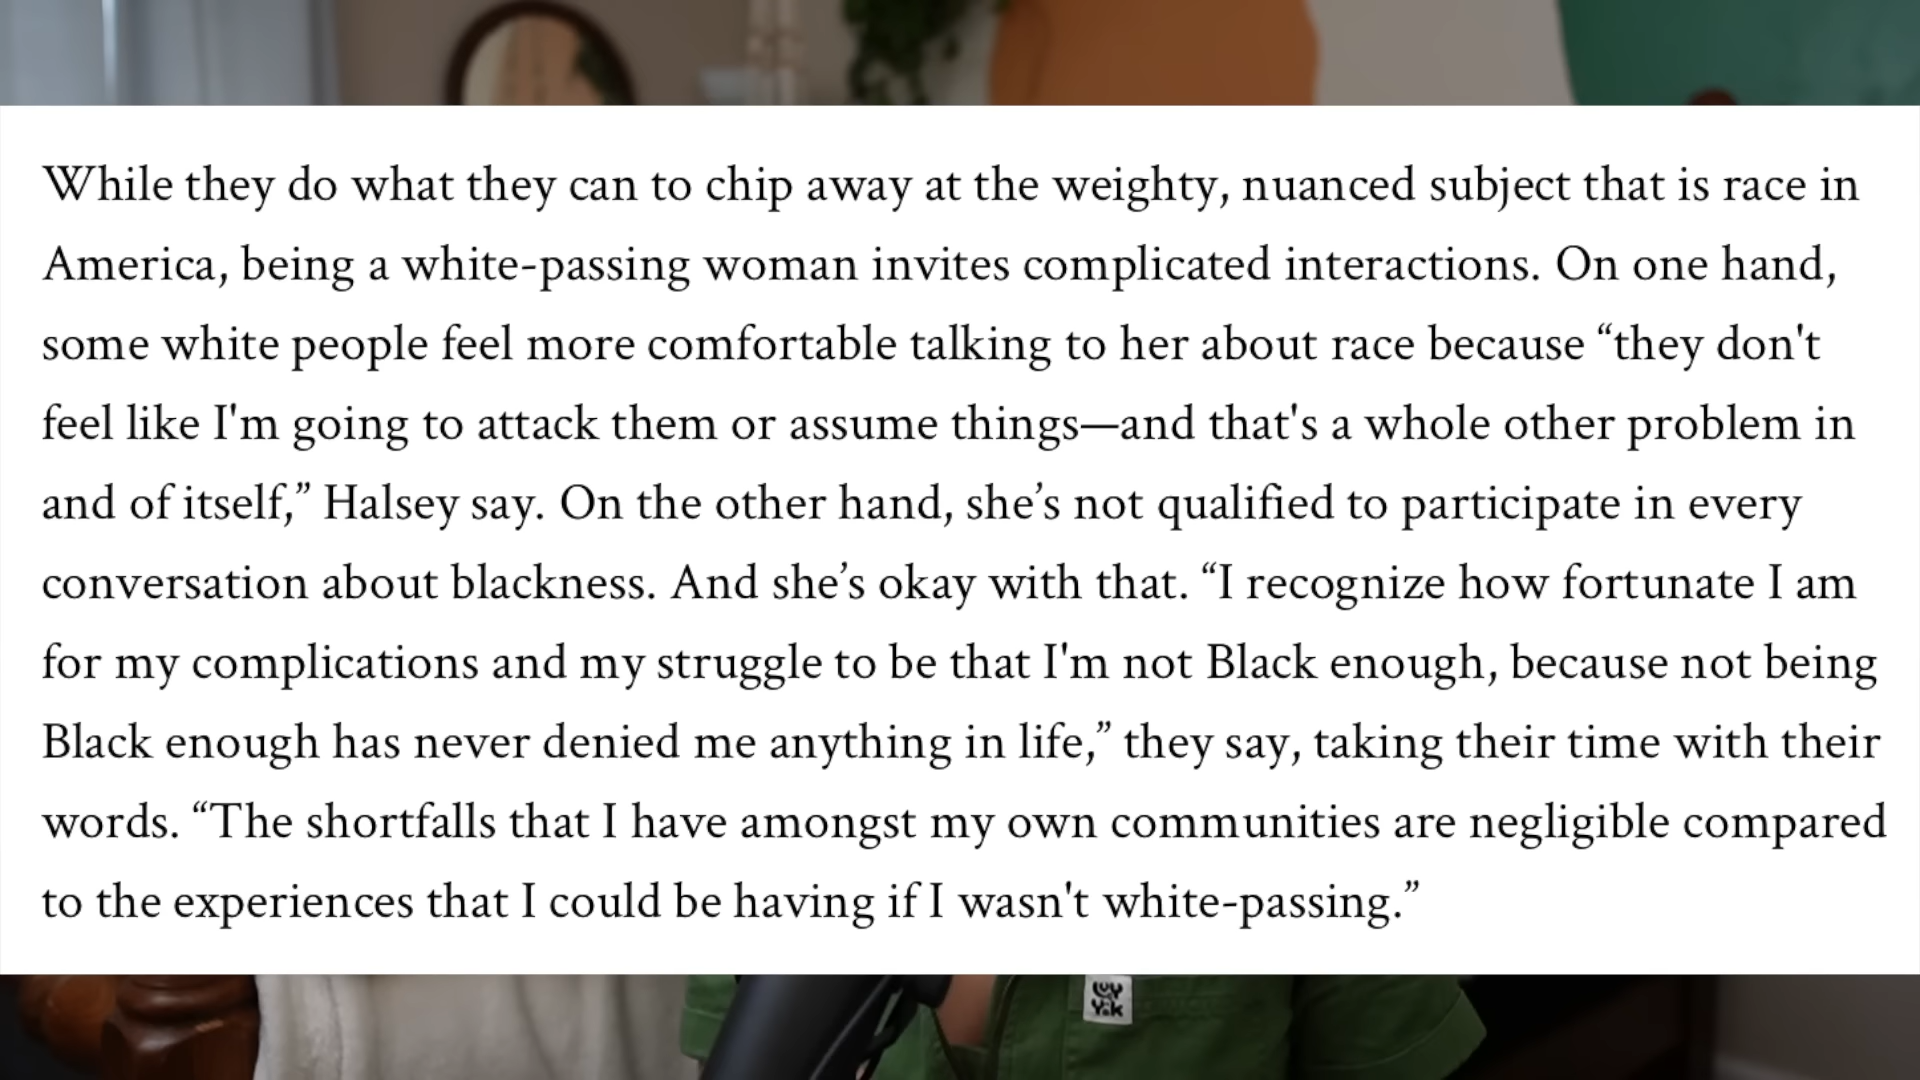 While they do what they can to chip away at the weighty, nuanced subject that is race in
America, being a white-passing woman invites complicated interactions. On one hand,
some white people feel more comfortable talking to her about race because “they don't
feel like I'm going to attack them or assume things—and that's a whole other problem in
and of itself,” Halsey say. On the other hand, she’s not qualified to participate in every
conversation about blackness. And she’s okay with that. “I recognize how fortunate I am
for my complications and my struggle to be that I'm not Black enough, because not being
Black enough has never denied me anything in life,” they say, taking their time with their
words. “The shortfalls that I have amongst my own communities are negligible compared
to the experiences that I could be having if I wasn't white-passing.”